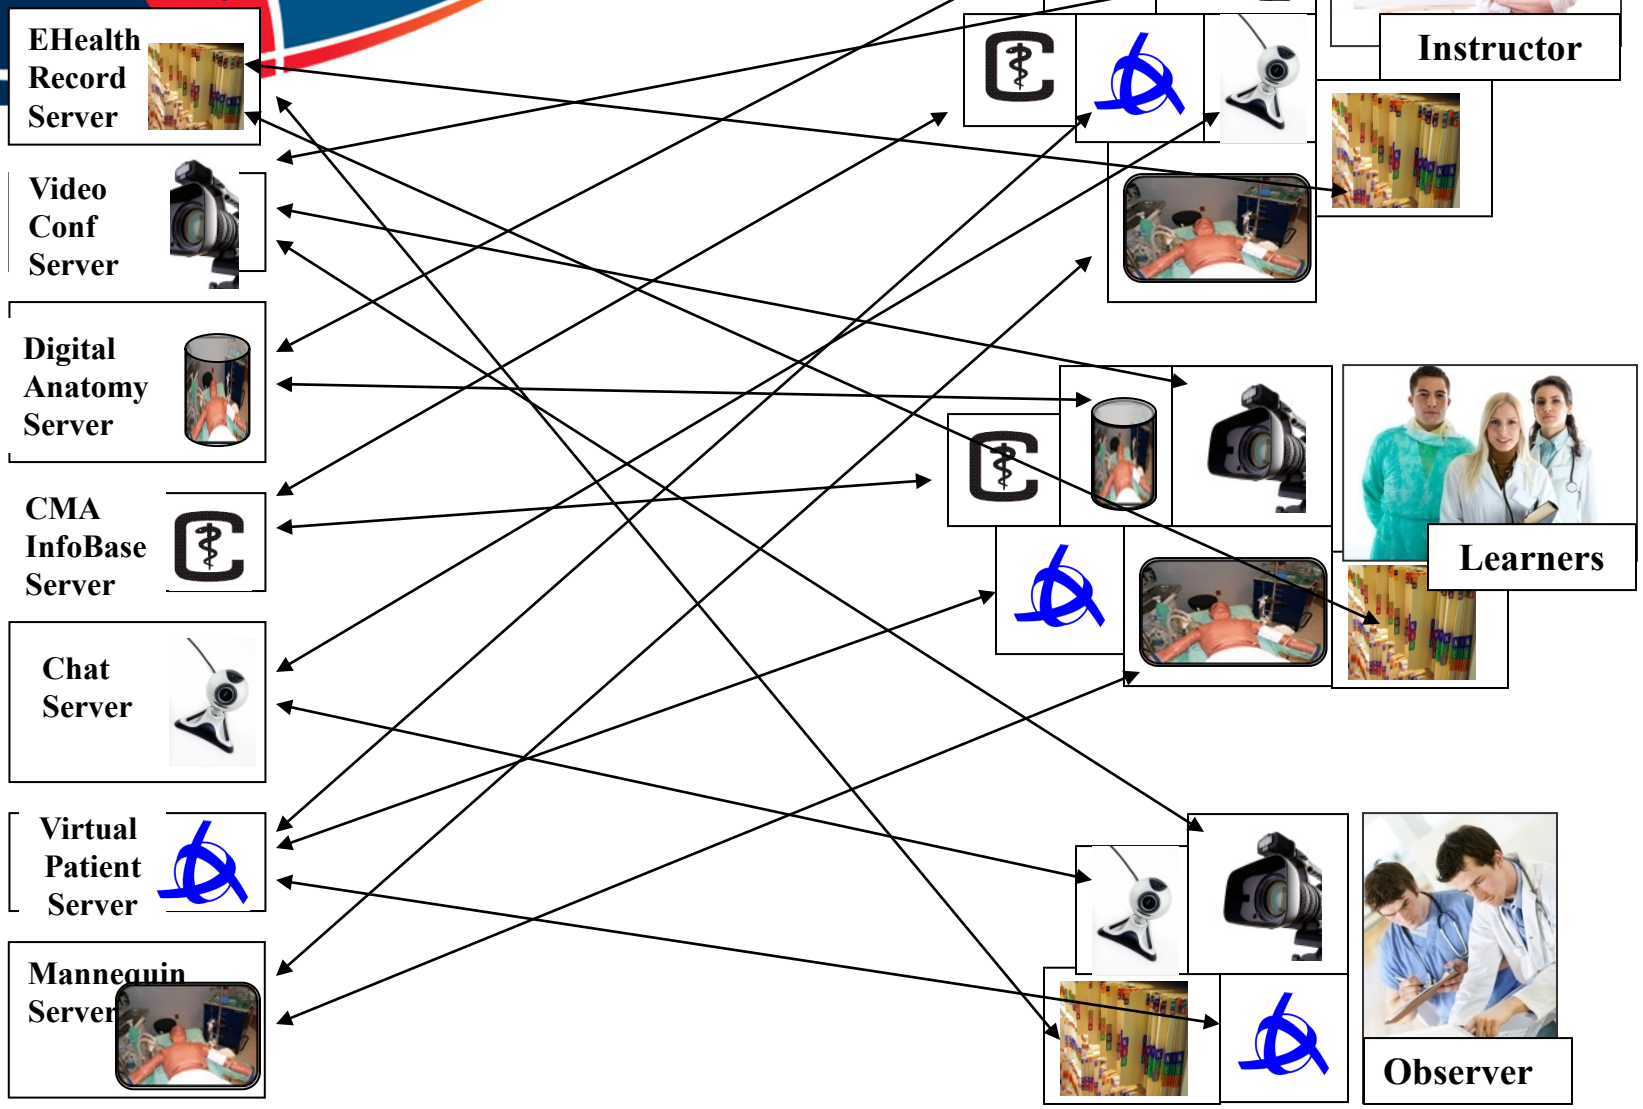 EHealth
Record
Server
Video
Conf
Server
Digital
Anatomy
Server
CMA
InfoBase
Server
Chat
Server
Virtual
Patient
Server
Mannequin
Server
Instructor
Learners
Observer